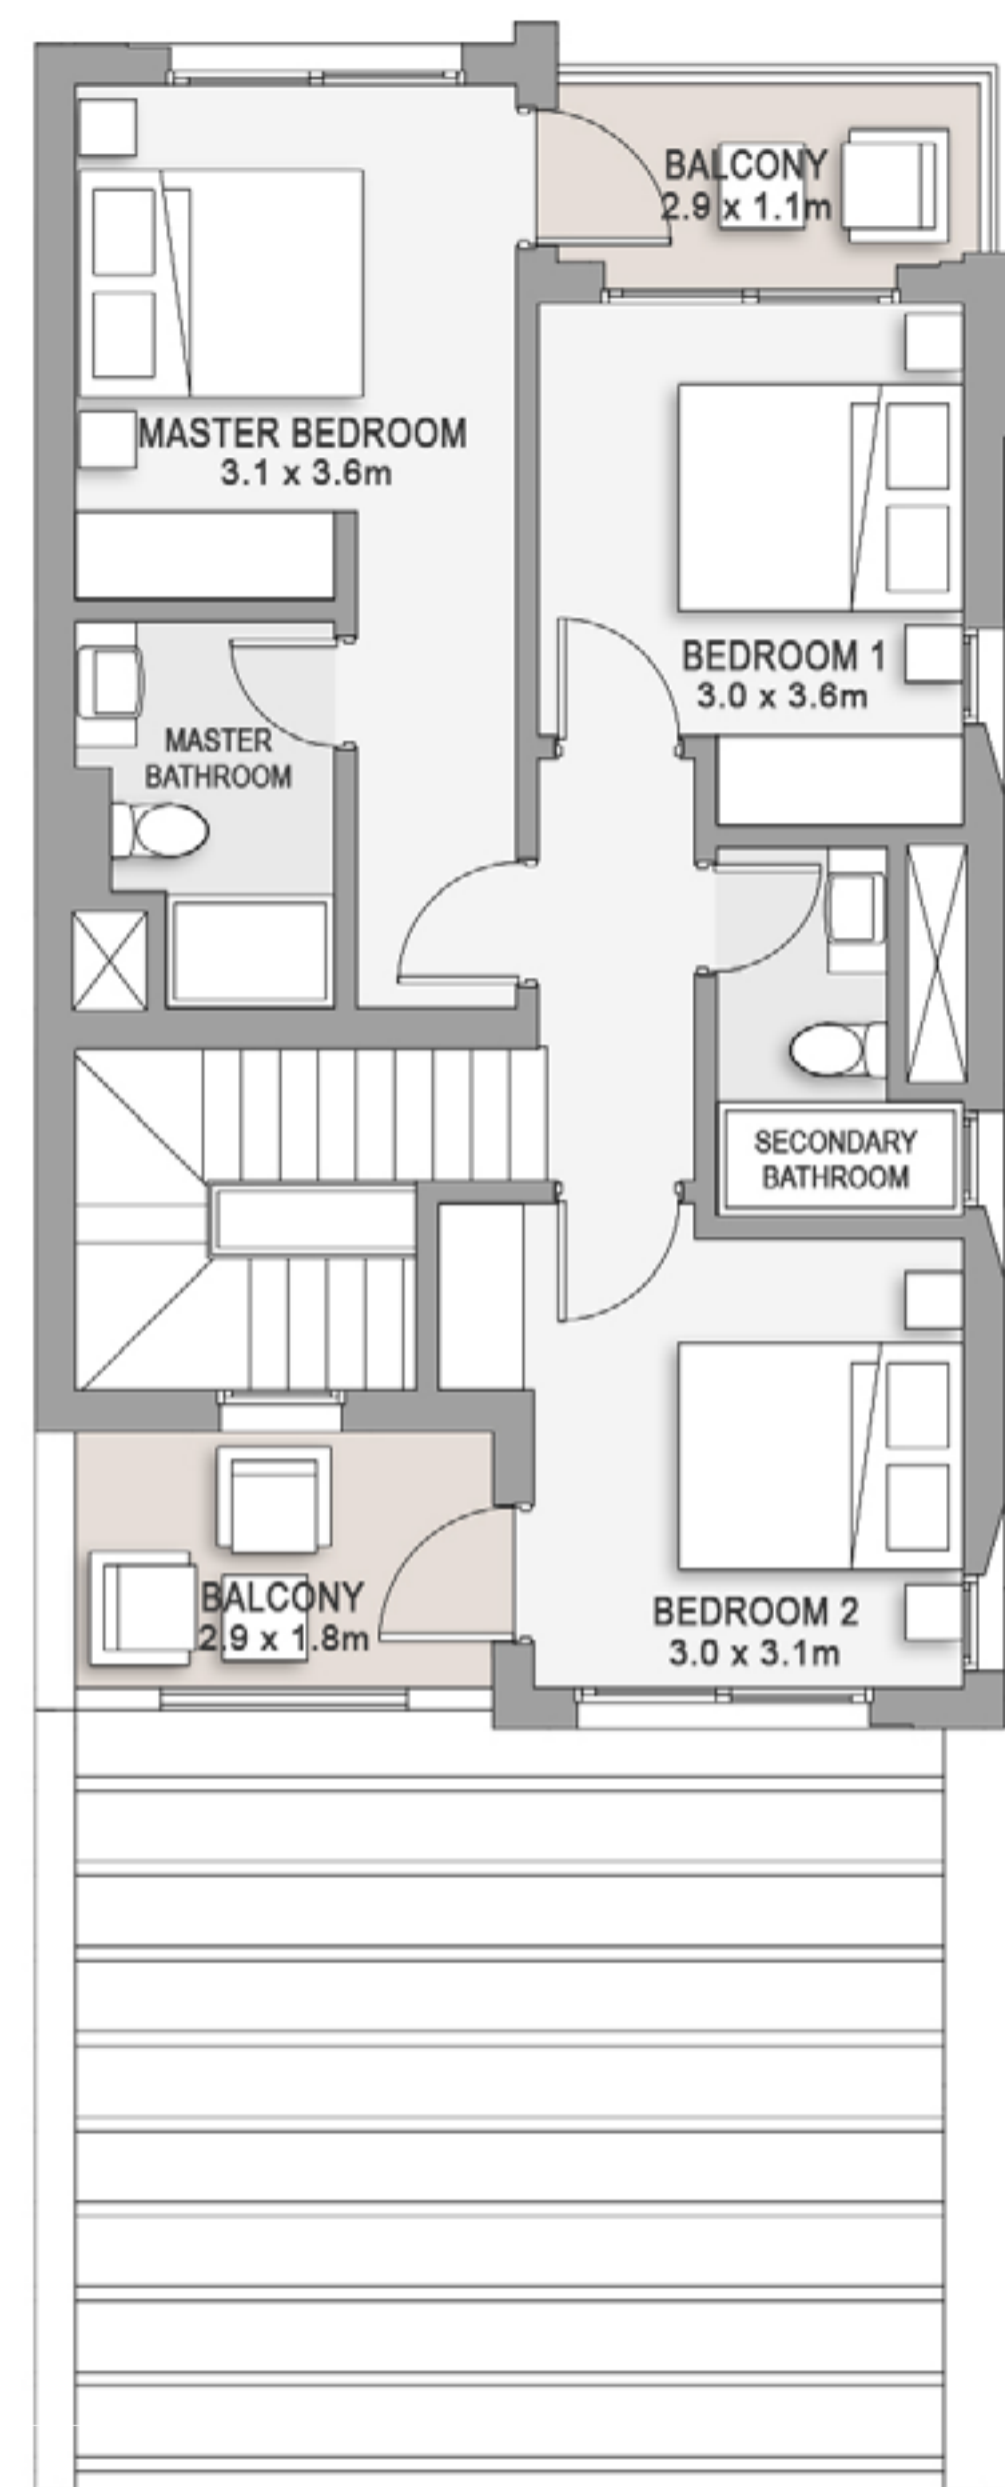 BALCONY
2.9 x 1.1m
MASTER BEDROOM
3.1 x 3.6m
BEDROOM 1
3.0 x 3.6m
MASTER
BATHROOM
SECONDARY
BATHROOM
BALCONY
2.9 x 1.8m
BEDROOM 2
3.0 x 3.1m